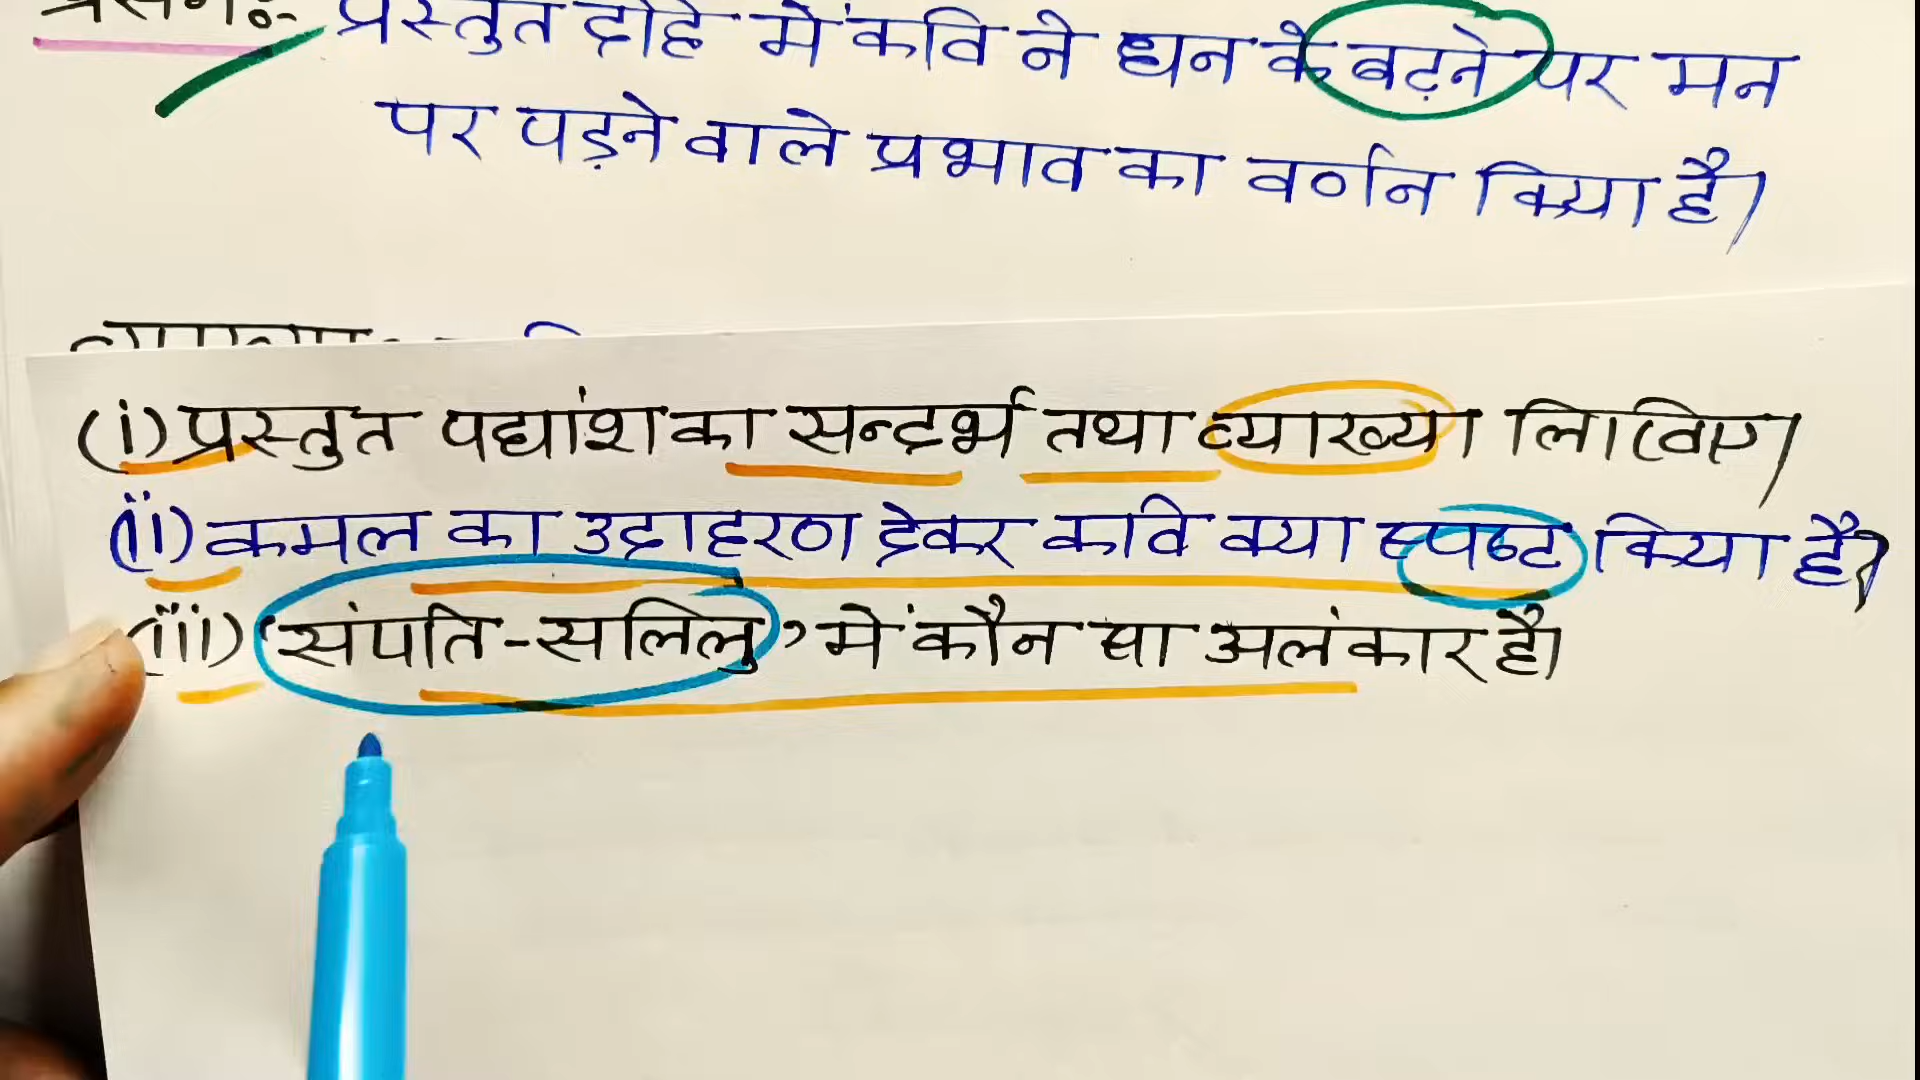 प्रसंगः- प्रस्तुत दोहे में कवि ने धन के बढ़ने पर मन
पर पड़ने वाले प्रभाव का वर्णन किया है।
(i) प्रस्तुत पद्यांश का सन्दर्भ तथा व्याख्या लिखिए।
(ii) कमल का उदाहरण देकर कवि क्या स्पष्ट किया है।
(iii) 'संपति-सलिलु' में कौन सा अलंकार है।